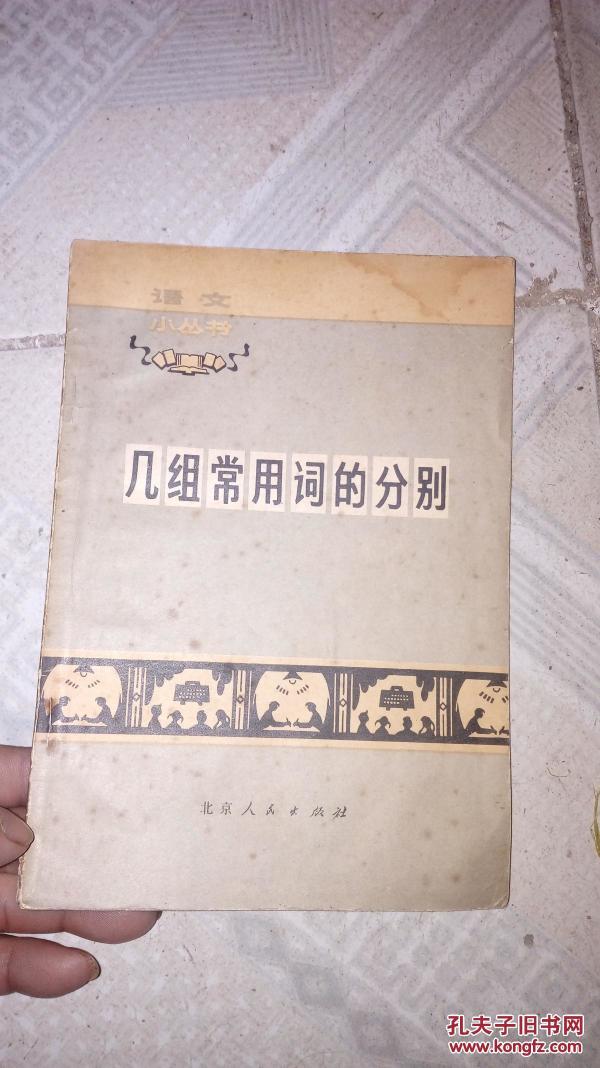 语文
小丛书
几组常用词的分别
北京人民出版社
孔夫子旧书网
www.kongfz.com